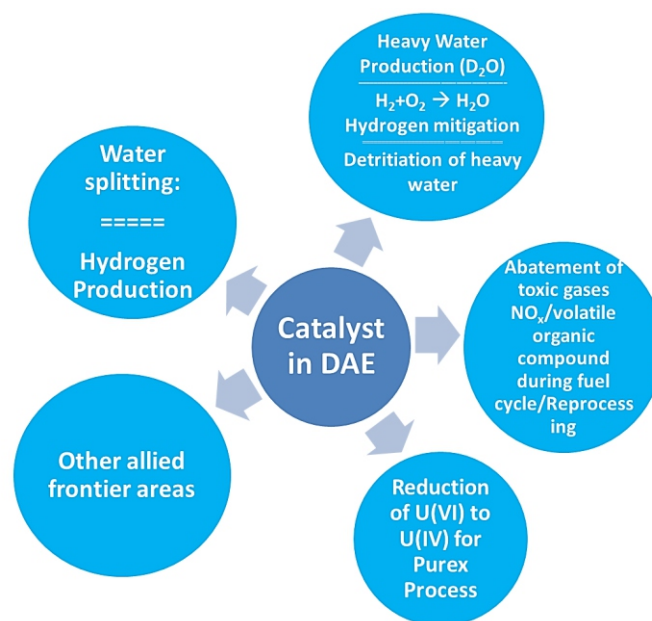 Heavy Water
Production (D₂O)
H₂+O₂ → H₂O
Hydrogen mitigation
Detritiation of heavy
water
Water
splitting:
=====
Hydrogen
Production
Catalyst
in DAE
Abatement of
toxic gases
NOₓ/volatile
organic
compound
during fuel
cycle/Reprocess
ing
Other allied
frontier areas
Reduction
of U(VI) to
U(IV) for
Purex
Process